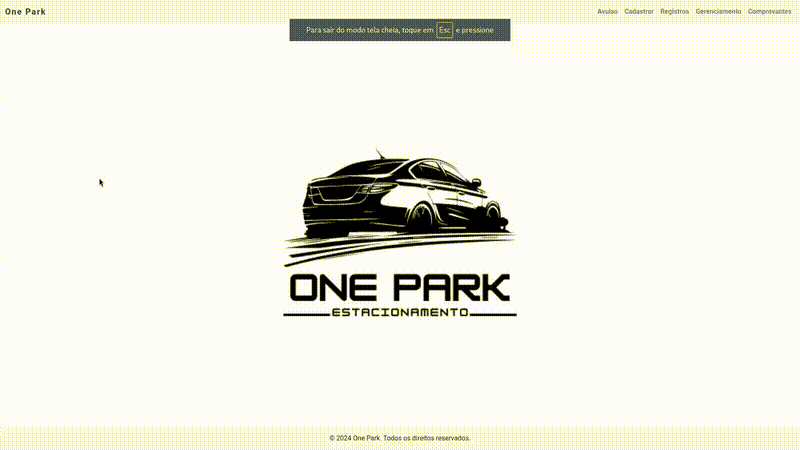 One Park
Avulso Cadastrar Registros Gerenciamento Comprovantes
Para sair do modo tela cheia, toque em Esc e pressione
ONE PARK
ESTACIONAMENTO
© 2024 One Park. Todos os direitos reservados.